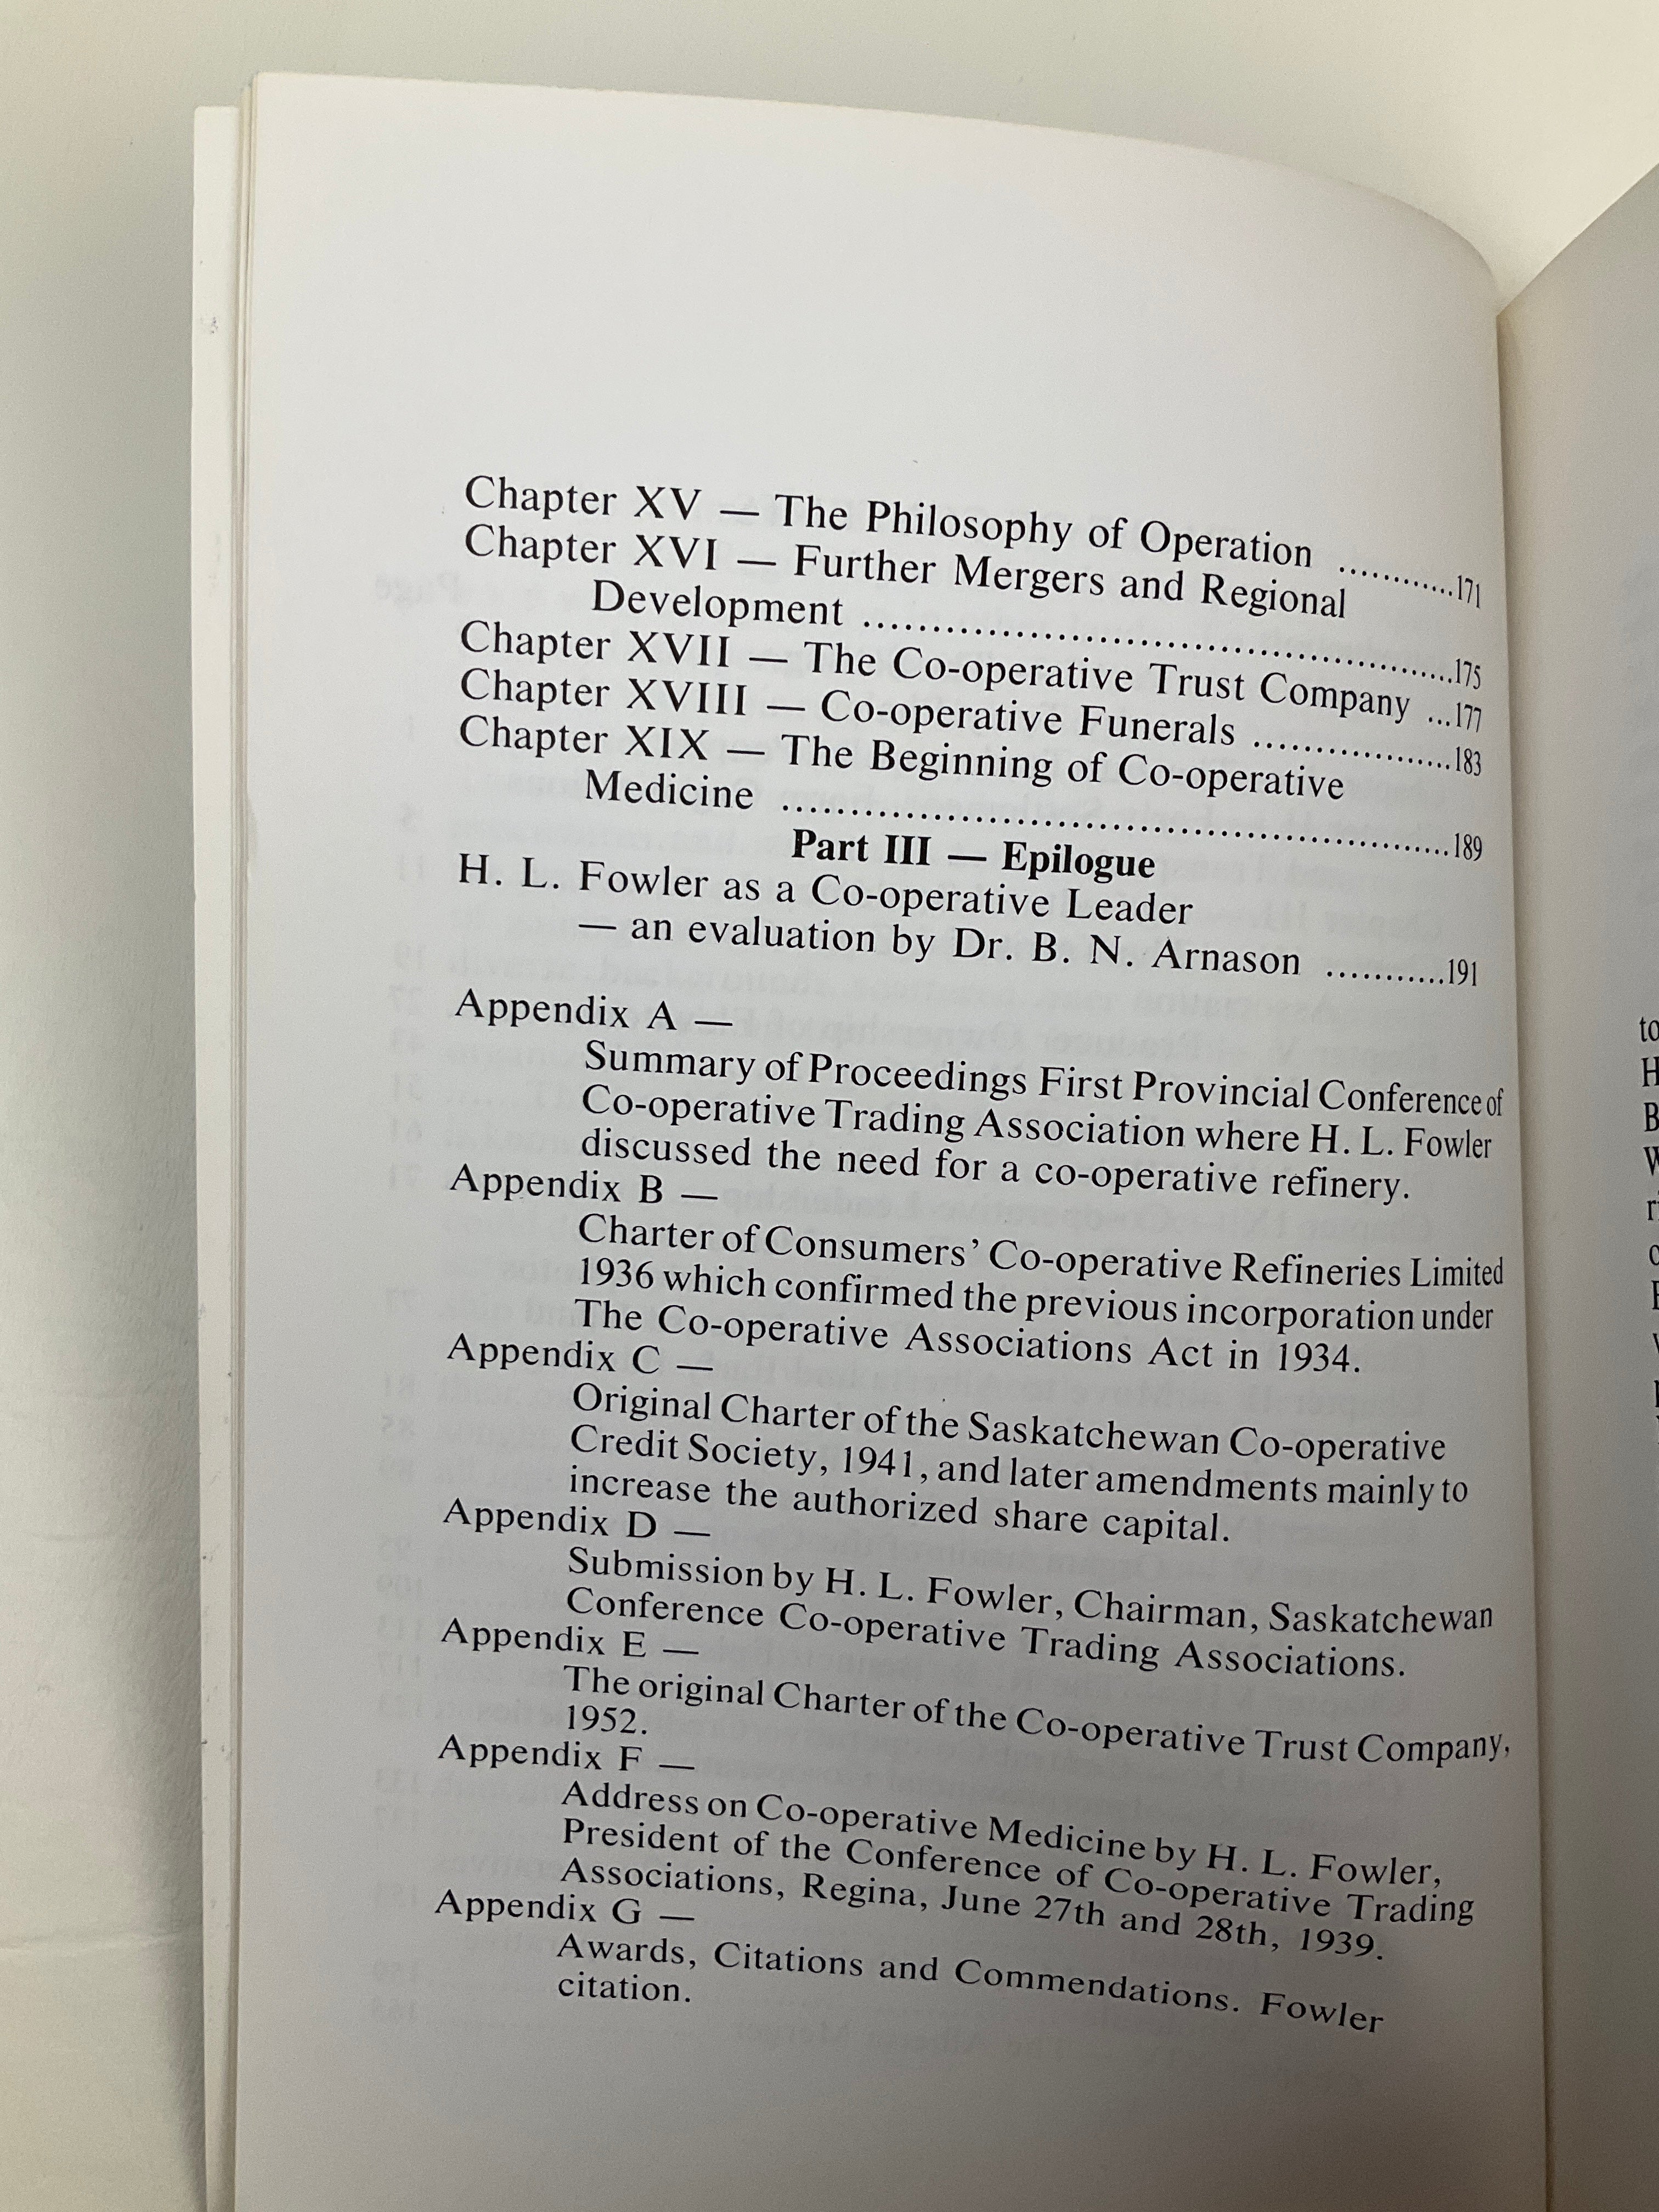 Chapter XV — The Philosophy of Operation ............171
Chapter XVI — Further Mergers and Regional
Development ..........................................175
Chapter XVII — The Co-operative Trust Company ...177
Chapter XVIII — Co-operative Funerals .................183
Chapter XIX — The Beginning of Co-operative
Medicine ................................................189
Part III — Epilogue
H. L. Fowler as a Co-operative Leader
— an evaluation by Dr. B. N. Arnason ...........191
Appendix A —
Summary of Proceedings First Provincial Conference of
Co-operative Trading Association where H. L. Fowler
discussed the need for a co-operative refinery.
Appendix B —
Charter of Consumers' Co-operative Refineries Limited
1936 which confirmed the previous incorporation under
The Co-operative Associations Act in 1934.
Appendix C —
Original Charter of the Saskatchewan Co-operative
Credit Society, 1941, and later amendments mainly to
increase the authorized share capital.
Appendix D —
Submission by H. L. Fowler, Chairman, Saskatchewan
Conference Co-operative Trading Associations.
Appendix E —
The original Charter of the Co-operative Trust Company,
1952.
Appendix F —
Address on Co-operative Medicine by H. L. Fowler,
President of the Conference of Co-operative Trading
Associations, Regina, June 27th and 28th, 1939.
Appendix G —
Awards, Citations and Commendations. Fowler
citation.